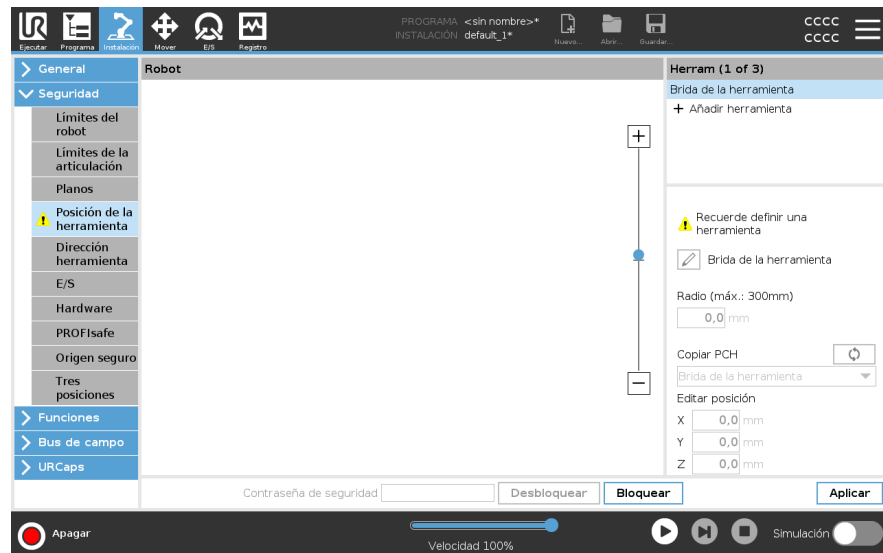 PROGRAMA <sin nombre>*
INSTALACIÓN default_1*
Ejecutar
Programa
Instalación
Mover
E/S
Registro
Nuevo...
Abrir...
Guardar...
cccc
cccc
General
Seguridad
Límites del
robot
Límites de la
articulación
Planos
Posición de la
herramienta
Dirección
herramienta
E/S
Hardware
PROFIsafe
Origen seguro
Tres
posiciones
Funciones
Bus de campo
URCaps
Robot
Herram (1 of 3)
Brida de la herramienta
+ Añadir herramienta
Recuerde definir una
herramienta
Brida de la herramienta
Radio (máx.: 300mm)
0,0 mm
Copiar PCH
Brida de la herramienta
Editar posición
X 0,0 mm
Y 0,0 mm
Z 0,0 mm
Contraseña de seguridad
Desbloquear
Bloquear
Aplicar
Apagar
Velocidad 100%
Simulación